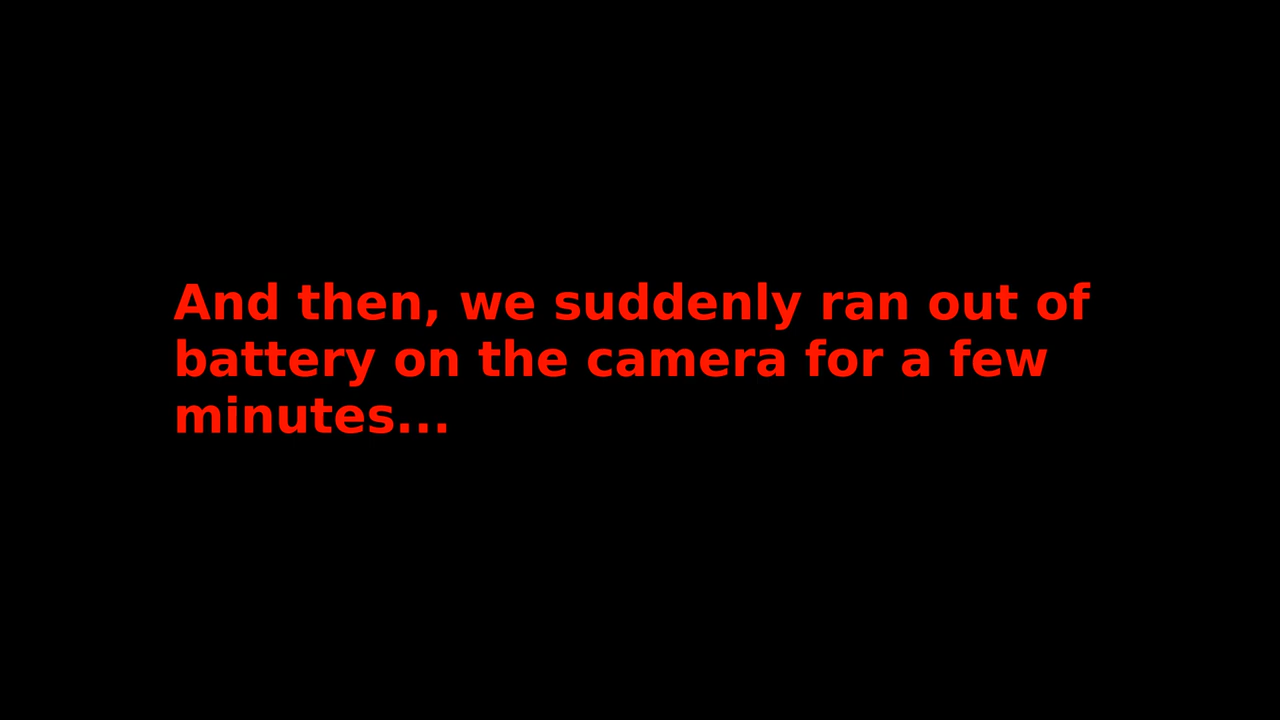 And then, we suddenly ran out of
battery on the camera for a few
minutes...